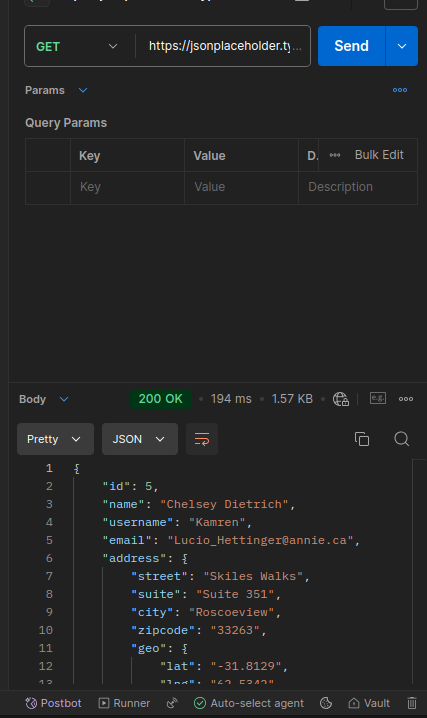 GET https://jsonplaceholder.ty... Send
Params
Query Params
Key Value D. Bulk Edit
Key Value Description
Body 200 OK • 194 ms • 1.57 KB e.g.
Pretty JSON
1 {
2 "id": 5,
3 "name": "Chelsey Dietrich",
4 "username": "Kamren",
5 "email": "Lucio_Hettinger@annie.ca",
6 "address": {
7 "street": "Skiles Walks",
8 "suite": "Suite 351",
9 "city": "Roscoeview",
10 "zipcode": "33263",
11 "geo": {
12 "lat": "-31.8129",
13 "lng": "62.5342"
Postbot Runner Auto-select agent Vault